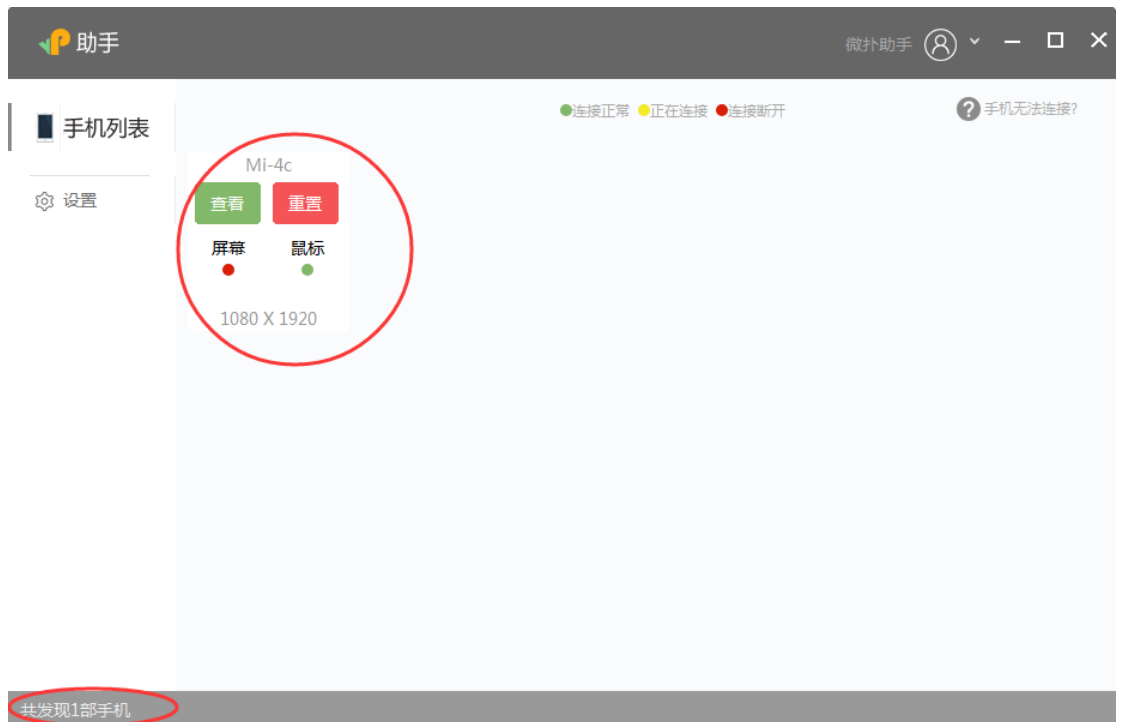 助手
微扑助手
手机列表
设置
连接正常 正在连接 连接断开
手机无法连接?
Mi-4c
查看 重置
屏幕 鼠标
1080 X 1920
共发现1部手机